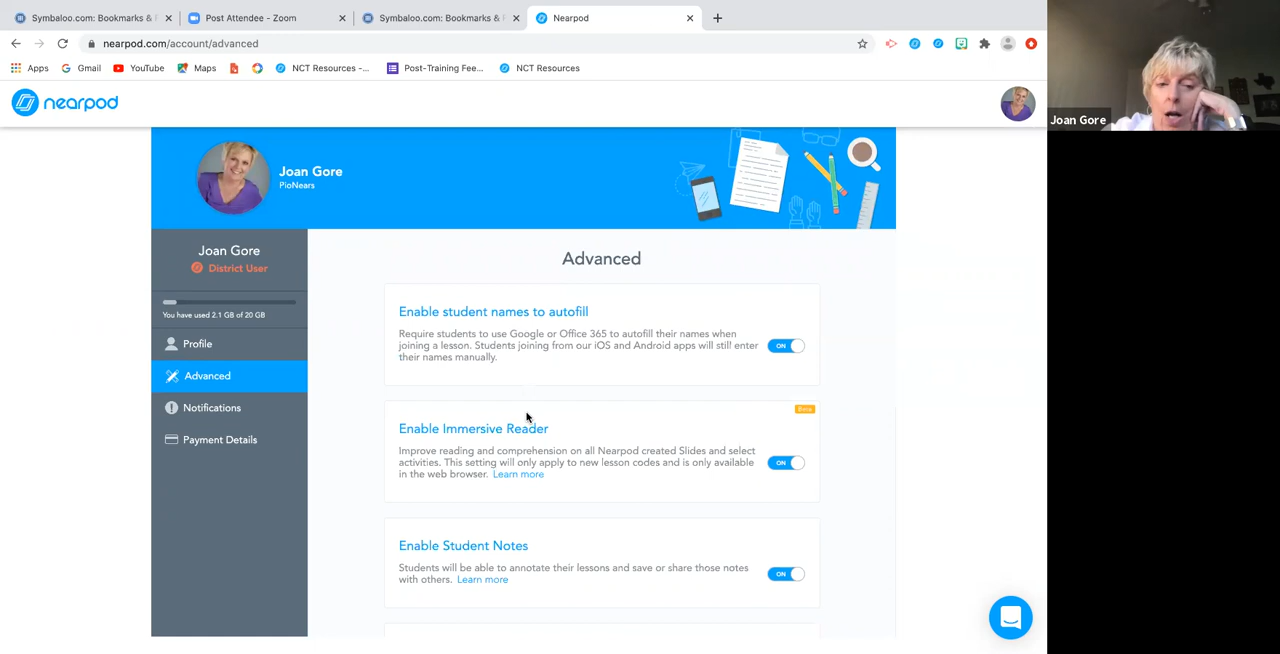 Symbaloo.com: Bookmarks &
Post Attendee - Zoom
Symbaloo.com: Bookmarks &
Nearpod
nearpod.com/account/advanced
Apps
Gmail
YouTube
Maps
NCT Resources -...
Post-Training Fee...
NCT Resources
nearpod
Joan Gore
Joan Gore
PioNears
Joan Gore
District User
You have used 2.1 GB of 20 GB
Profile
Advanced
Notifications
Payment Details
Advanced
Enable student names to autofill
Require students to use Google or Office 365 to autofill their names when
joining a lesson. Students joining from our iOS and Android apps will still enter
their names manually.
ON
Beta
Enable Immersive Reader
Improve reading and comprehension on all Nearpod created Slides and select
activities. This setting will only apply to new lesson codes and is only available
in the web browser. Learn more
ON
Enable Student Notes
Students will be able to annotate their lessons and save or share those notes
with others. Learn more
ON